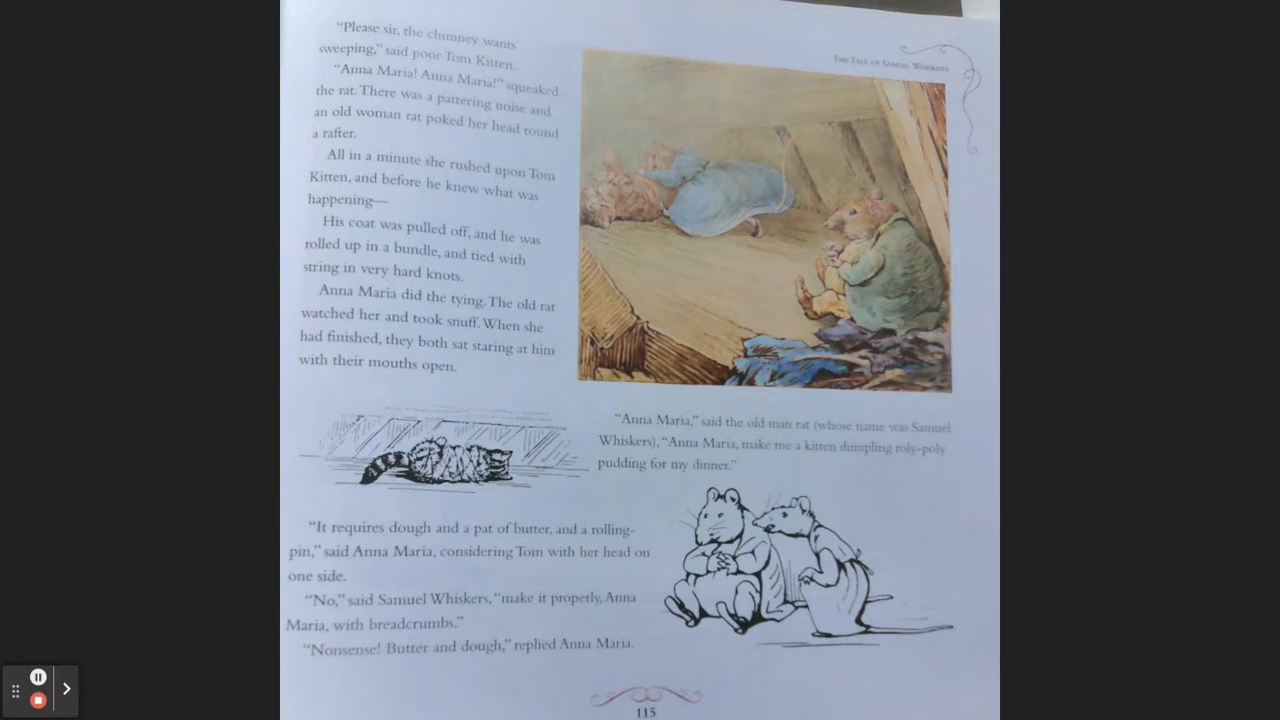 THE TALE OF SAMUEL WHISKERS
“Please sir, the chimney wants
sweeping,” said poor Tom Kitten.
“Anna Maria! Anna Maria!” squeaked
the rat. There was a pattering noise and
an old woman rat poked her head round
a rafter.
All in a minute she rushed upon Tom
Kitten, and before he knew what was
happening—
His coat was pulled off, and he was
rolled up in a bundle, and tied with
string in very hard knots.
Anna Maria did the tying. The old rat
watched her and took snuff. When she
had finished, they both sat staring at him
with their mouths open.
“Anna Maria,” said the old man rat (whose name was Samuel
Whiskers), “Anna Maria, make me a kitten dumpling roly-poly
pudding for my dinner.”
“It requires dough and a pat of butter, and a rolling-
pin,” said Anna Maria, considering Tom with her head on
one side.
“No,” said Samuel Whiskers, “make it properly, Anna
Maria, with breadcrumbs.”
“Nonsense! Butter and dough,” replied Anna Maria.
115